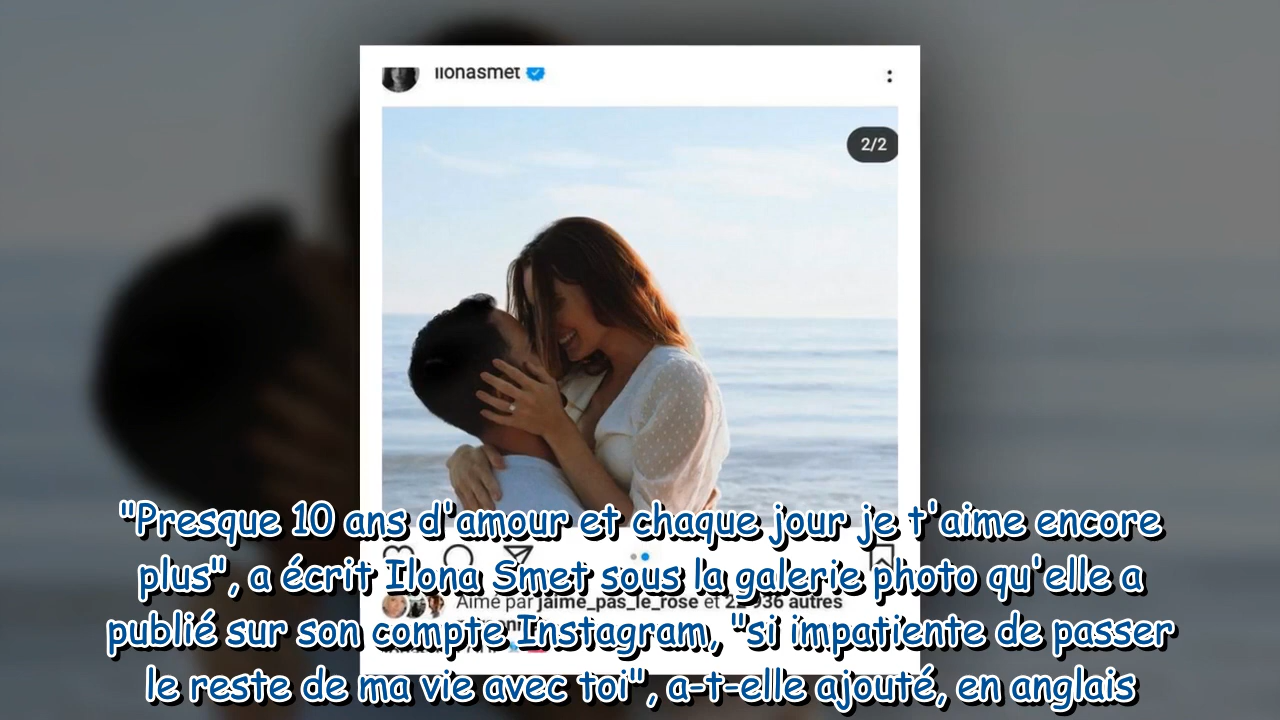 ilonasmet
2/2
"Presque 10 ans d'amour et chaque jour je t'aime encore
plus", a écrit Ilona Smet sous la galerie photo qu'elle a
Aimé par jaime_pas_le_rose et 936 autres
publié sur son compte Instagram, "si impatiente de passer
le reste de ma vie avec toi", a-t-elle ajouté, en anglais